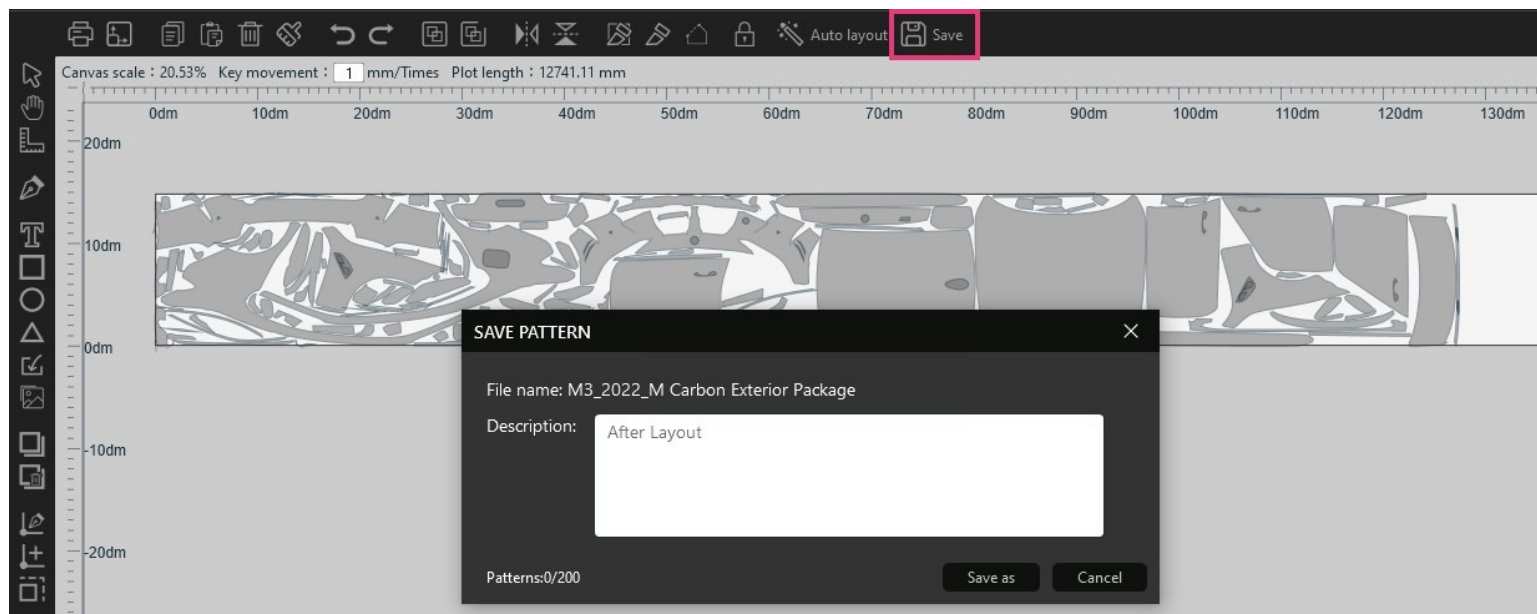 Auto layout Save
Canvas scale：20.53% Key movement： 1 mm/Times Plot length：12741.11 mm
0dm 10dm 20dm 30dm 40dm 50dm 60dm 70dm 80dm 90dm 100dm 110dm 120dm 130dm
20dm
10dm
0dm
-10dm
-20dm
SAVE PATTERN
File name: M3_2022_M Carbon Exterior Package
Description: After Layout
Patterns:0/200 Save as Cancel